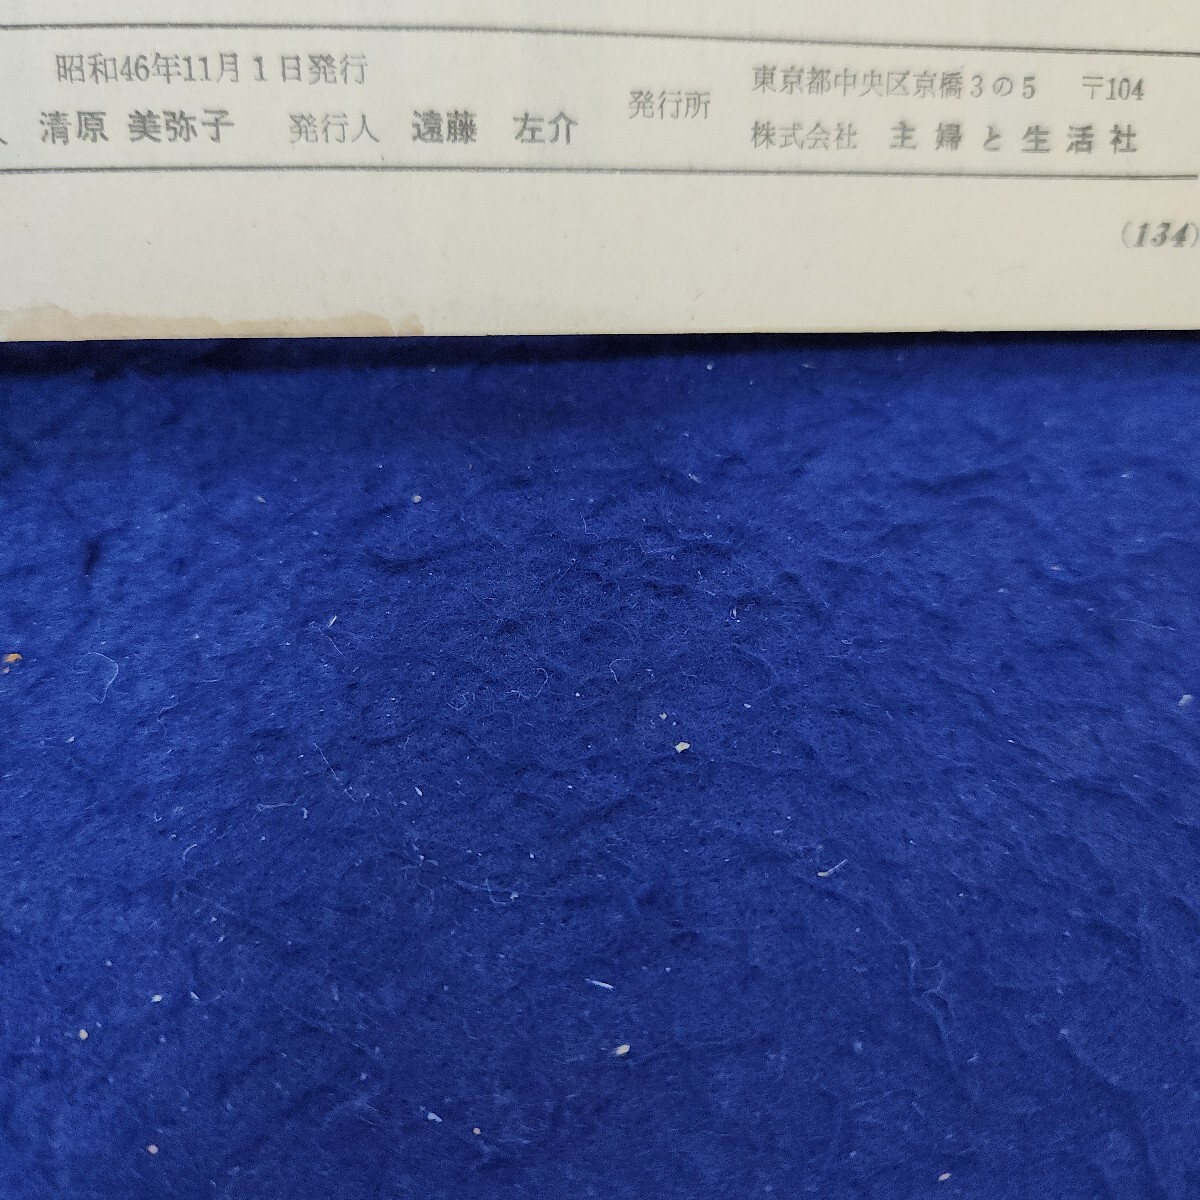 昭和46年11月1日発行
人 清原 美弥子 発行人 遠藤 左介
発行所
東京都中央区京橋3の5 〒104
株式会社 主婦と生活社
(134)